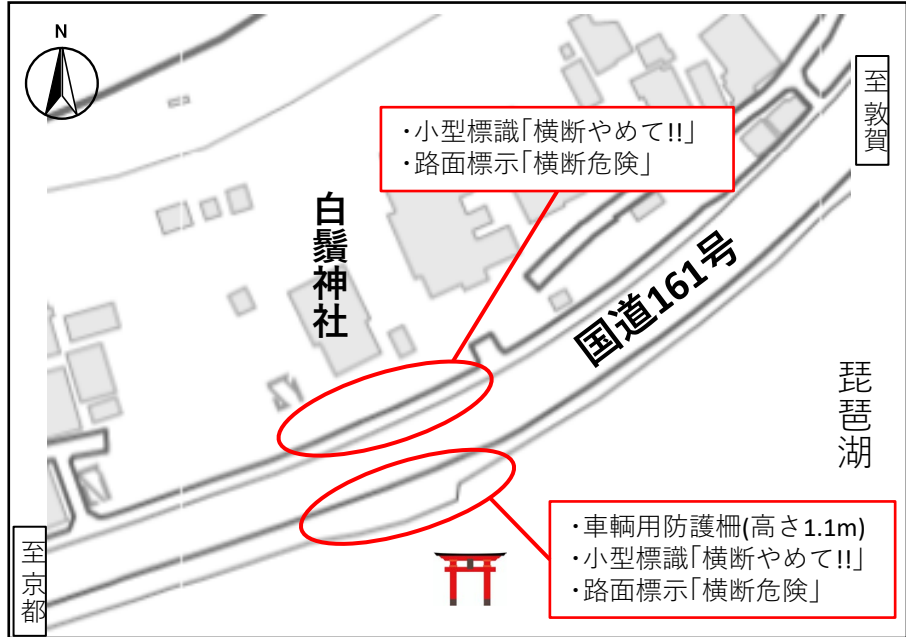 N
至敦賀
・小型標識「横断やめて!!」
・路面標示「横断危険」
白鬚神社
国道161号
琵琶湖
・車輌用防護柵(高さ1.1m)
・小型標識「横断やめて!!」
・路面標示「横断危険」
至京都